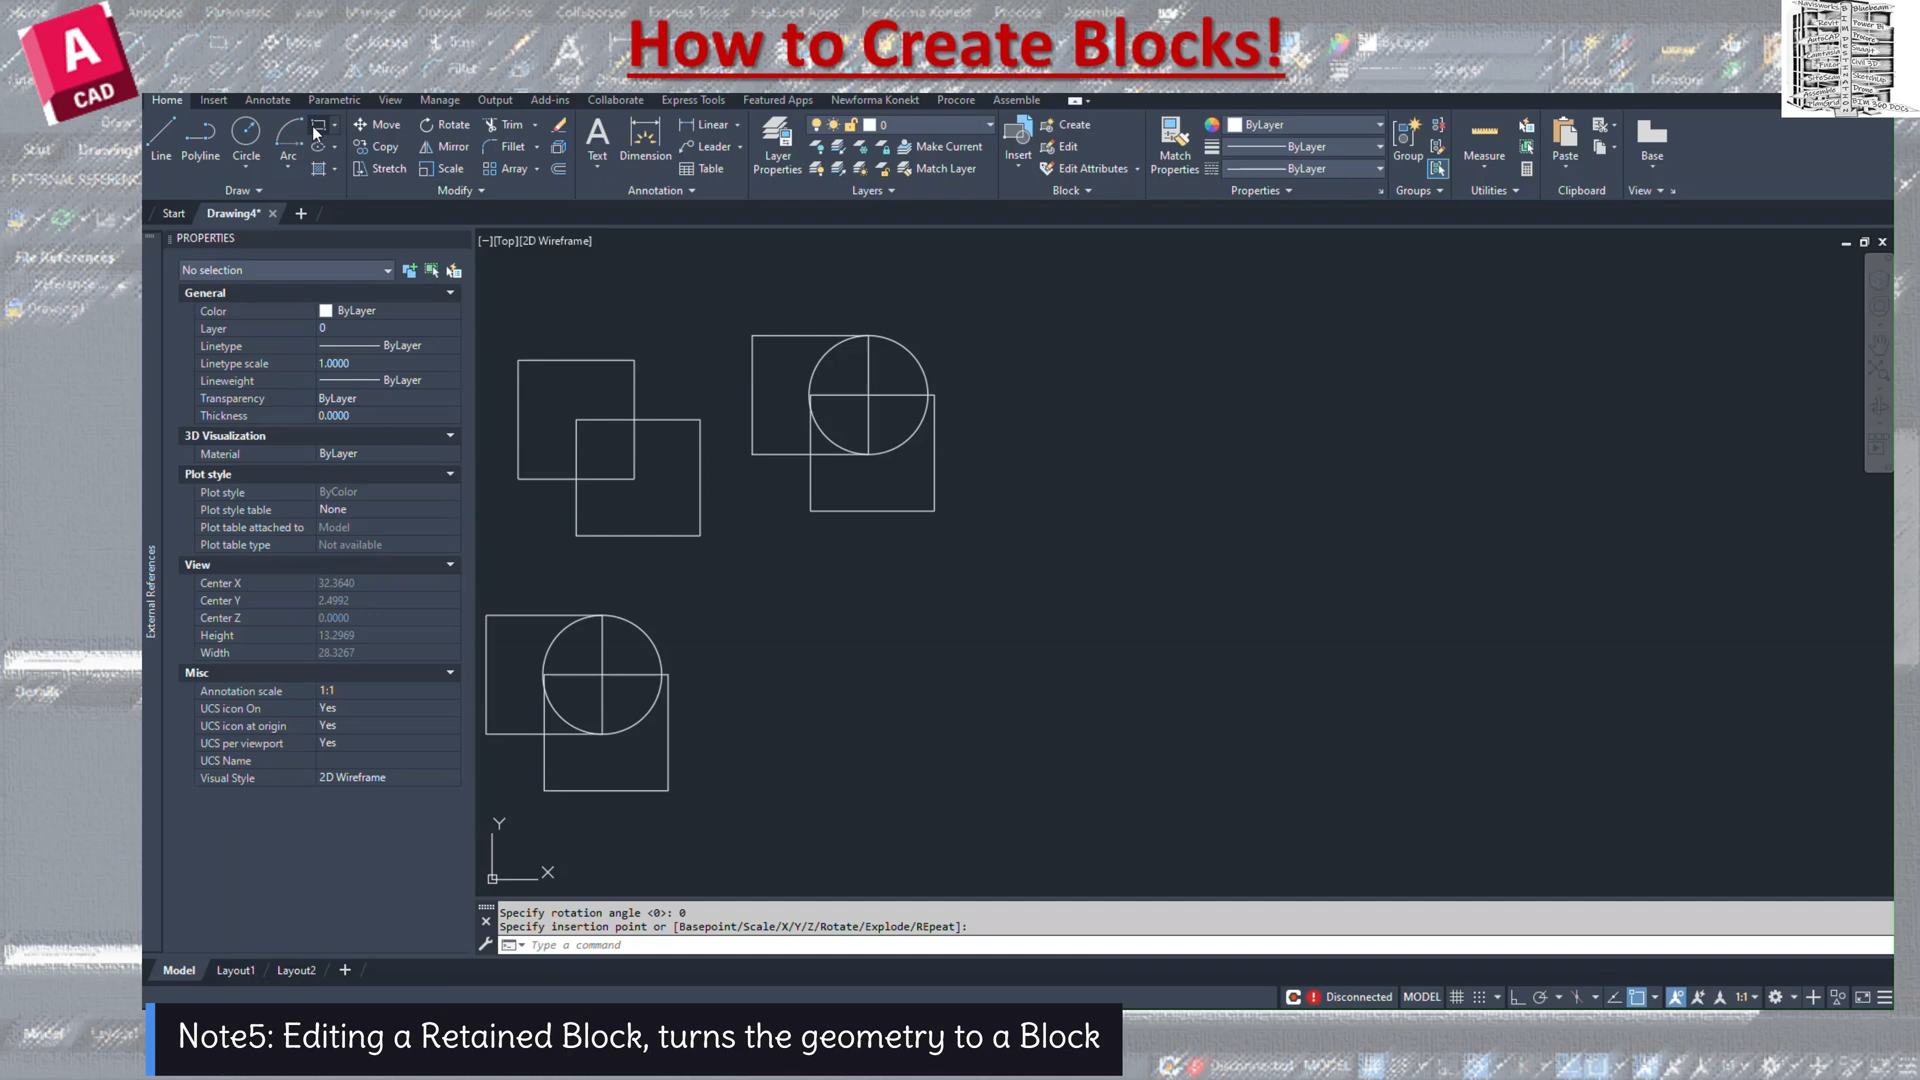 How to Create Blocks!
A
CAD
Home Insert Annotate Parametric View Manage Output Add-ins Collaborate Express Tools Featured Apps Newforma Konekt Procore Assemble
Line Polyline Circle Arc
Move Rotate Trim
Copy Mirror Fillet
Stretch Scale Array
Text Dimension
Linear
Leader
Table
Layer Properties
0
Make Current
Match Layer
Insert
Create
Edit
Edit Attributes
Match Properties
ByLayer
ByLayer
ByLayer
Group
Measure
Paste
Base
Draw Modify Annotation Layers Block Properties Groups Utilities Clipboard View
Start Drawing4*
PROPERTIES
[−][Top][2D Wireframe]
No selection
General
Color ByLayer
Layer 0
Linetype ByLayer
Linetype scale 1.0000
Lineweight ByLayer
Transparency ByLayer
Thickness 0.0000
3D Visualization
Material ByLayer
Plot style
Plot style ByColor
Plot style table None
Plot table attached to Model
Plot table type Not available
View
Center X 32.3640
Center Y 2.4992
Center Z 0.0000
Height 13.2969
Width 28.3267
Misc
Annotation scale 1:1
UCS icon On Yes
UCS icon at origin Yes
UCS per viewport Yes
UCS Name
Visual Style 2D Wireframe
External References
Y
X
Specify rotation angle <0>: 0
Specify insertion point or [Basepoint/Scale/X/Y/Z/Rotate/Explode/REpeat]:
Type a command
Model Layout1 Layout2
Disconnected MODEL 1:1
Note5: Editing a Retained Block, turns the geometry to a Block